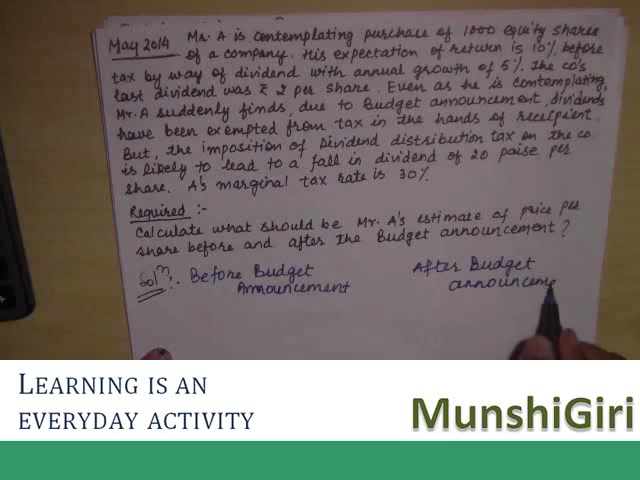 May 2014 Mr. A is contemplating purchase of 1000 equity shares
of a company. His expectation of return is 10% before
tax by way of dividend with annual growth of 5%. The co's
last dividend was ₹ 2 per share. Even as he is contemplating,
Mr. A suddenly finds, due to Budget announcement, dividends
have been exempted from tax in the hands of recipient.
But, the imposition of Dividend distribution tax on the co.
is likely to lead to a fall in dividend of 20 paise per
share. A's marginal tax rate is 30%.
Required :-
Calculate what should be Mr. A's estimate of price per
share before and after the Budget announcement?
Solⁿ:- Before Budget Announcement
After Budget announceme
LEARNING IS AN
EVERYDAY ACTIVITY
MunshiGiri